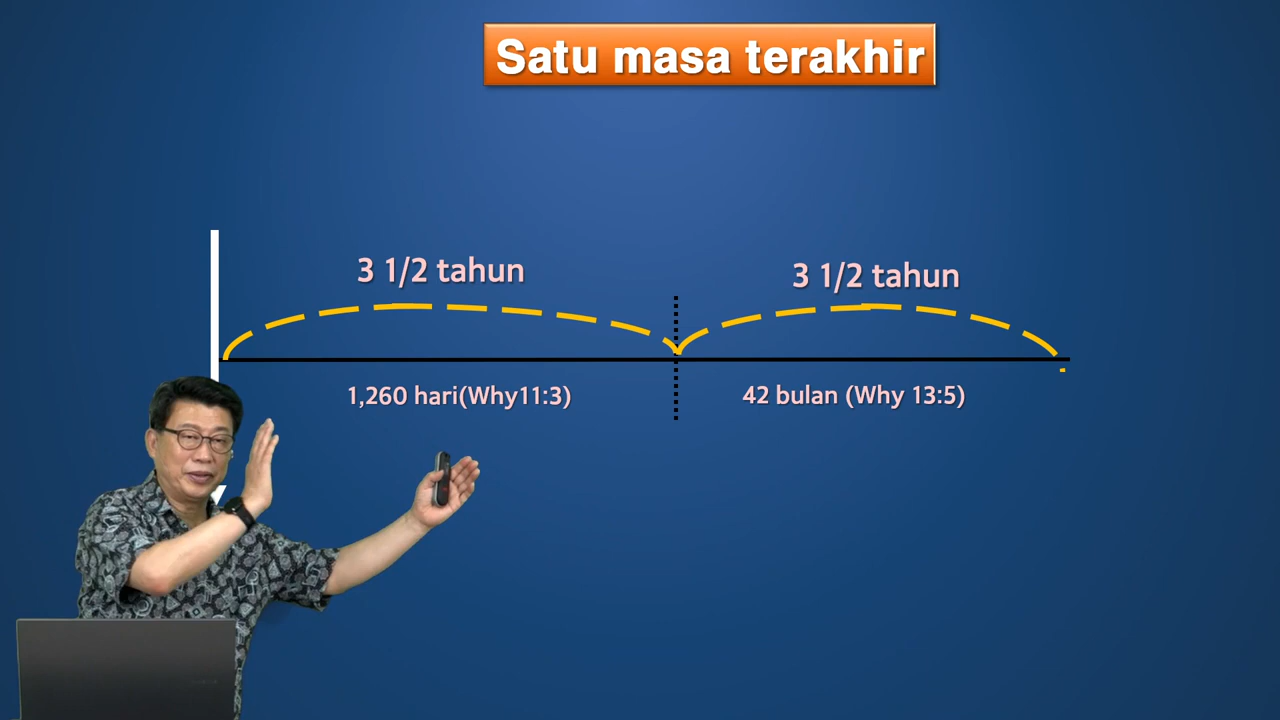 Satu masa terakhir
3 1/2 tahun
3 1/2 tahun
1,260 hari(Why11:3)
42 bulan (Why 13:5)